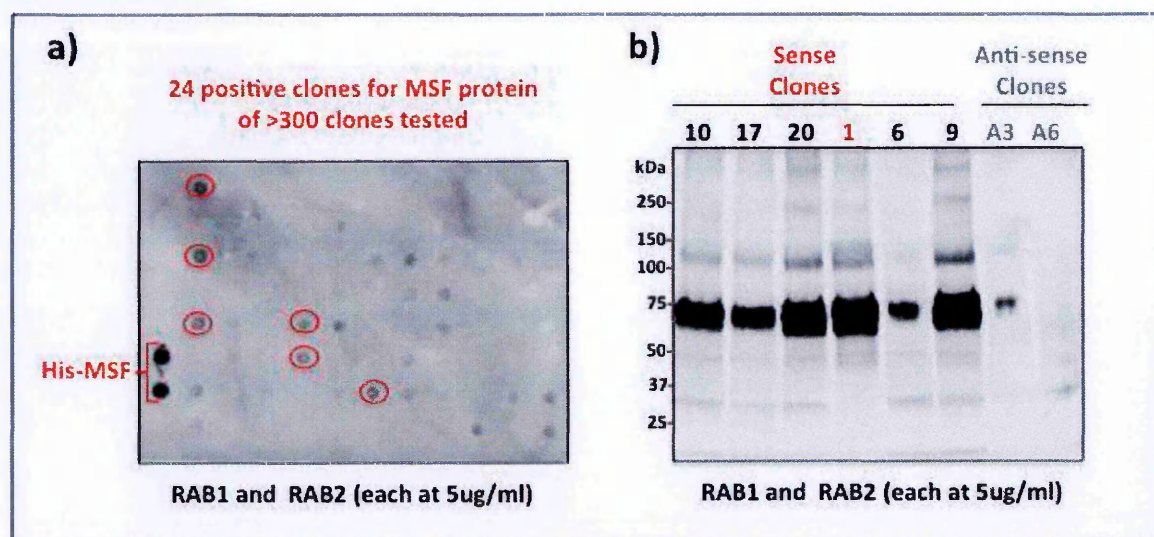 a)
24 positive clones for MSF protein
of >300 clones tested
His-MSF
RAB1 and RAB2 (each at 5ug/ml)
b)
Sense
Clones
Anti-sense
Clones
10 17 20 1 6 9 A3 A6
kDa
250
150
100
75
50
37
25
RAB1 and RAB2 (each at 5ug/ml)